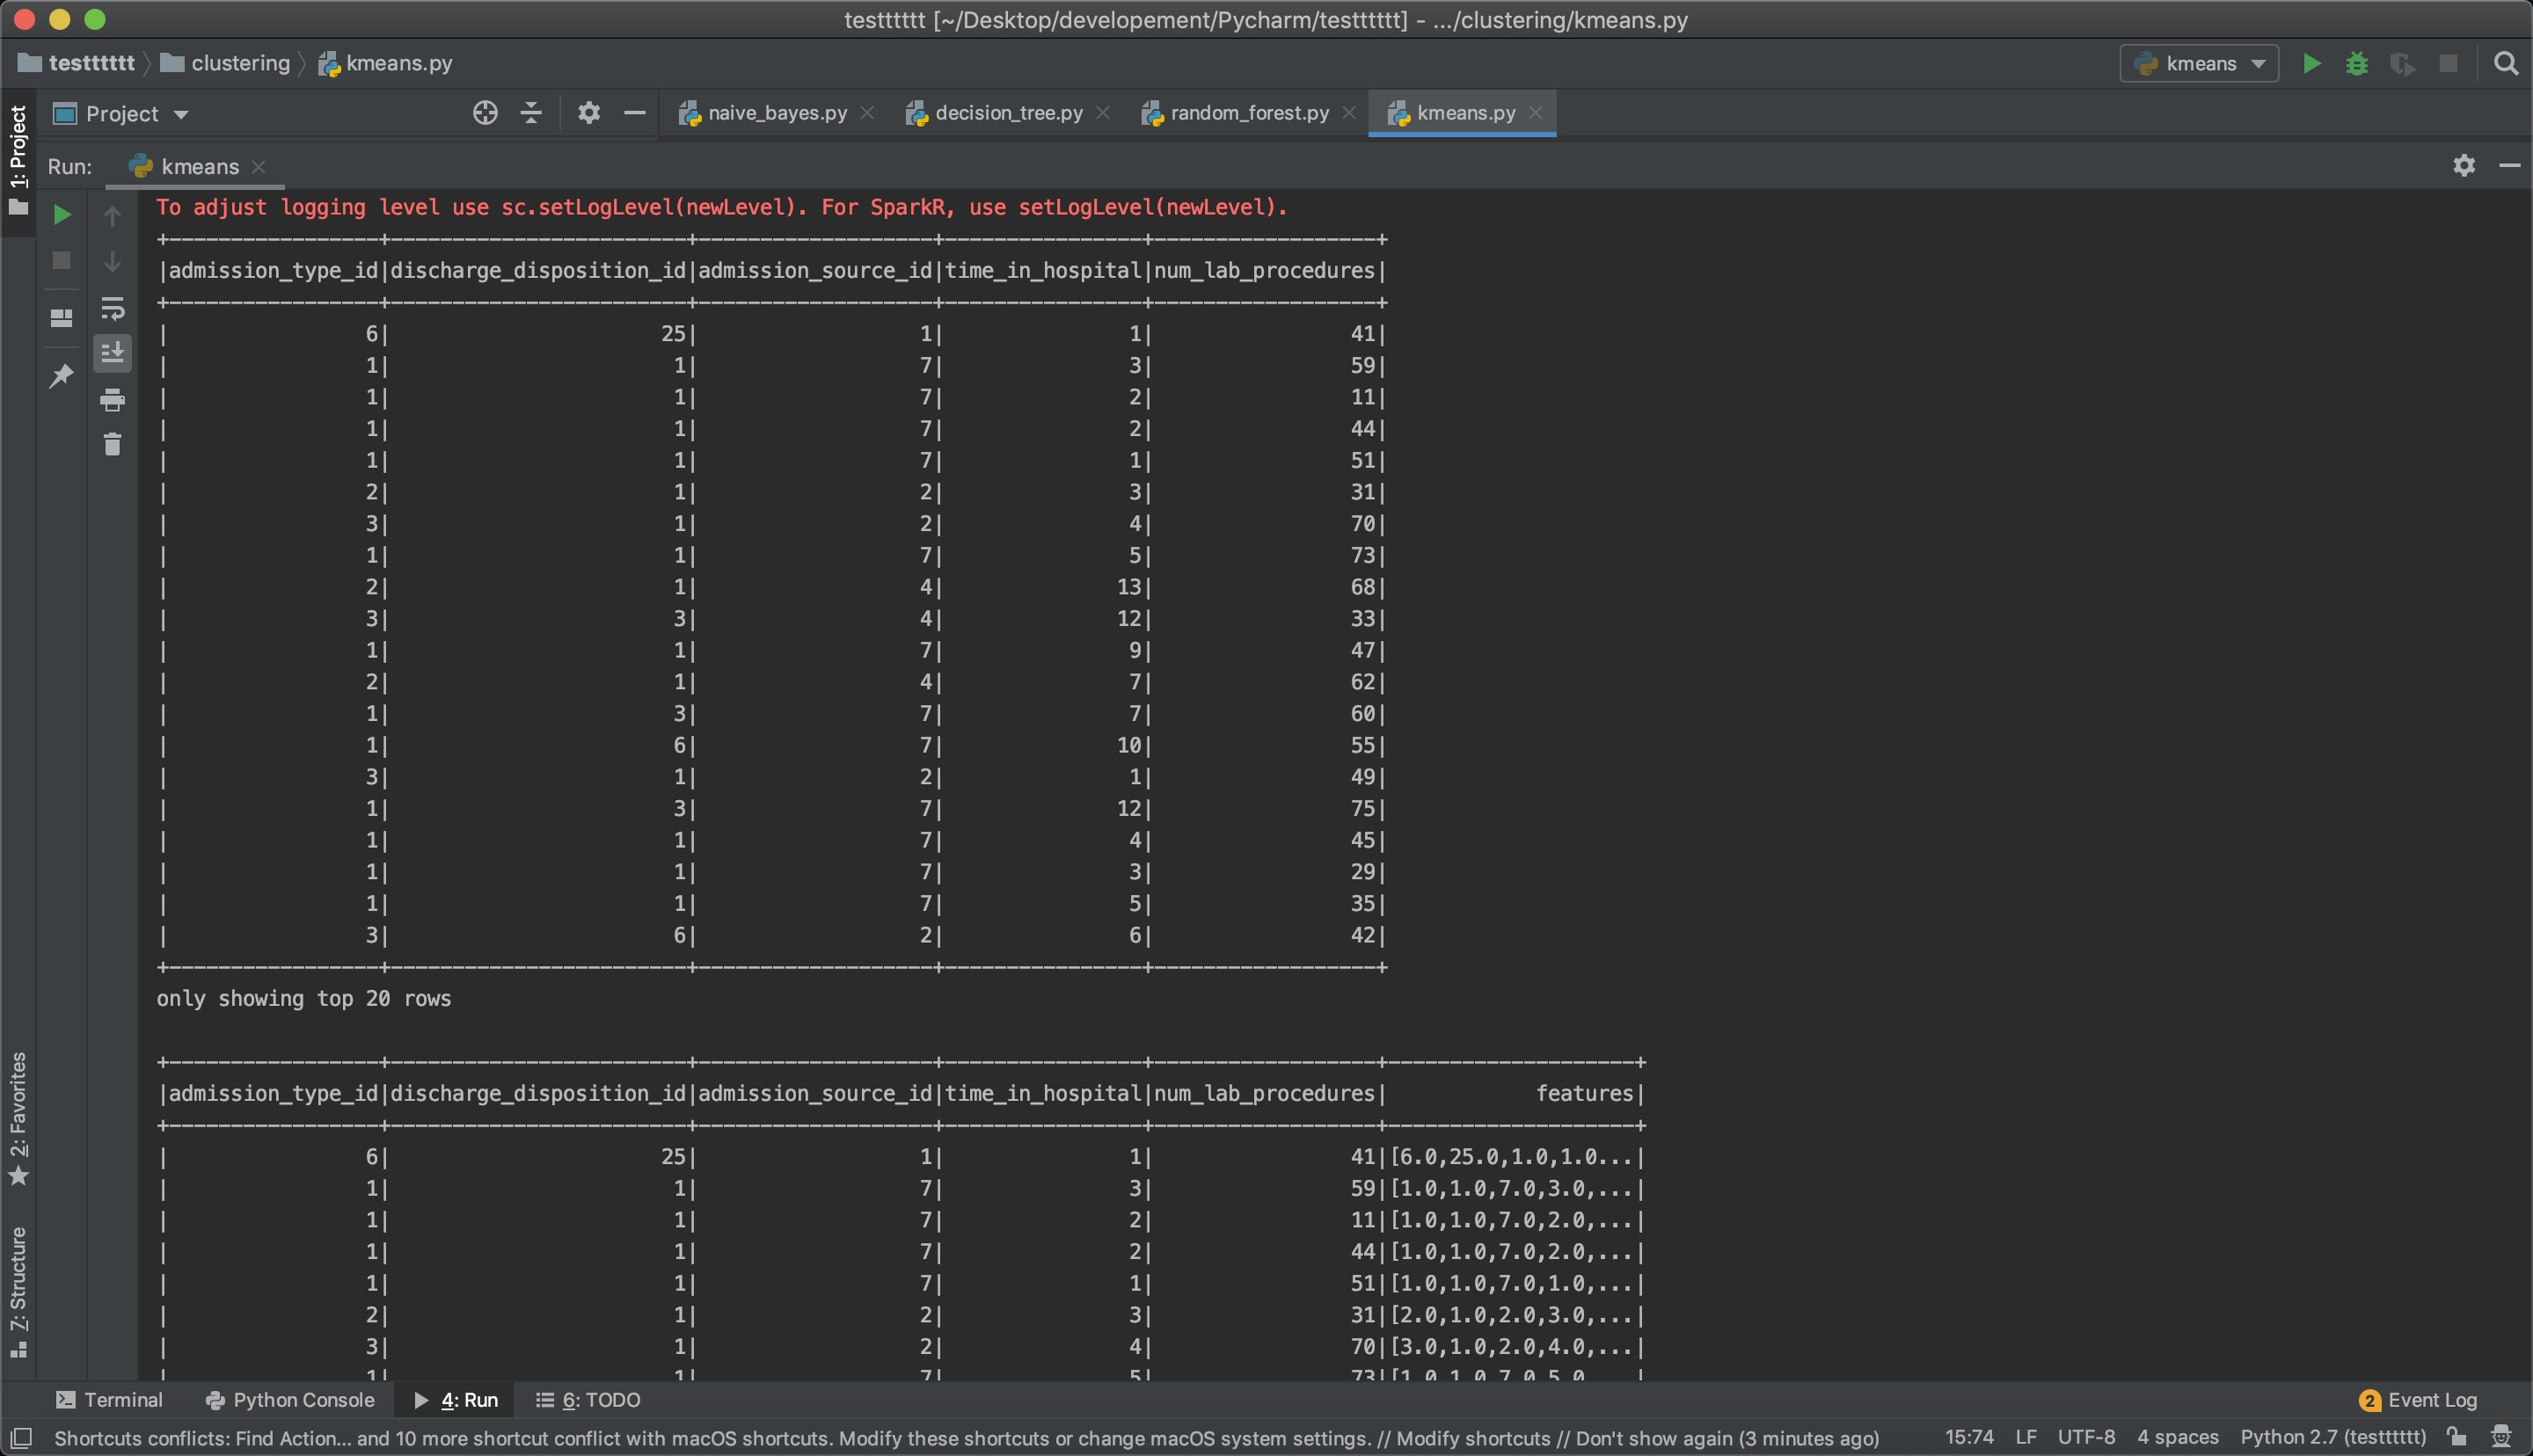 testttttt [~/Desktop/developement/Pycharm/testttttt] - .../clustering/kmeans.py
testttttt clustering kmeans.py kmeans
1: Project
Project naive_bayes.py decision_tree.py random_forest.py kmeans.py
Run: kmeans
To adjust logging level use sc.setLogLevel(newLevel). For SparkR, use setLogLevel(newLevel).
+-----------------+------------------------+-------------------+----------------+------------------+
|admission_type_id|discharge_disposition_id|admission_source_id|time_in_hospital|num_lab_procedures|
+-----------------+------------------------+-------------------+----------------+------------------+
|                6|                      25|                  1|               1|                41|
|                1|                       1|                  7|               3|                59|
|                1|                       1|                  7|               2|                11|
|                1|                       1|                  7|               2|                44|
|                1|                       1|                  7|               1|                51|
|                2|                       1|                  2|               3|                31|
|                3|                       1|                  2|               4|                70|
|                1|                       1|                  7|               5|                73|
|                2|                       1|                  4|              13|                68|
|                3|                       3|                  4|              12|                33|
|                1|                       1|                  7|               9|                47|
|                2|                       1|                  4|               7|                62|
|                1|                       3|                  7|               7|                60|
|                1|                       6|                  7|              10|                55|
|                3|                       1|                  2|               1|                49|
|                1|                       3|                  7|              12|                75|
|                1|                       1|                  7|               4|                45|
|                1|                       1|                  7|               3|                29|
|                1|                       1|                  7|               5|                35|
|                3|                       6|                  2|               6|                42|
+-----------------+------------------------+-------------------+----------------+------------------+
only showing top 20 rows
+-----------------+------------------------+-------------------+----------------+------------------+--------------------+
|admission_type_id|discharge_disposition_id|admission_source_id|time_in_hospital|num_lab_procedures|            features|
+-----------------+------------------------+-------------------+----------------+------------------+--------------------+
|                6|                      25|                  1|               1|                41|[6.0,25.0,1.0,1.0...|
|                1|                       1|                  7|               3|                59|[1.0,1.0,7.0,3.0,...|
|                1|                       1|                  7|               2|                11|[1.0,1.0,7.0,2.0,...|
|                1|                       1|                  7|               2|                44|[1.0,1.0,7.0,2.0,...|
|                1|                       1|                  7|               1|                51|[1.0,1.0,7.0,1.0,...|
|                2|                       1|                  2|               3|                31|[2.0,1.0,2.0,3.0,...|
|                3|                       1|                  2|               4|                70|[3.0,1.0,2.0,4.0,...|
|                1|                       1|                  7|               5|                73|[1.0,1.0,7.0,5.0
2: Favorites
7: Structure
Terminal Python Console 4: Run 6: TODO 2 Event Log
Shortcuts conflicts: Find Action... and 10 more shortcut conflict with macOS shortcuts. Modify these shortcuts or change macOS system settings. // Modify shortcuts // Don't show again (3 minutes ago) 15:74 LF UTF-8 4 spaces Python 2.7 (testttttt)